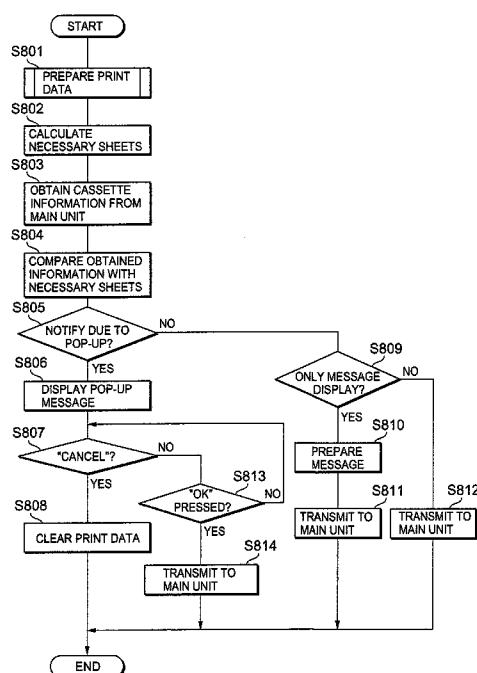 START
S801
PREPARE PRINT
DATA
S802
CALCULATE
NECESSARY SHEETS
S803
OBTAIN CASSETTE
INFORMATION FROM
MAIN UNIT
S804
COMPARE OBTAINED
INFORMATION WITH
NECESSARY SHEETS
S805
NOTIFY DUE TO
POP-UP?
NO
YES
S806
DISPLAY POP-UP
MESSAGE
S807
"CANCEL"?
NO
YES
S808
CLEAR PRINT DATA
S813
"OK"
PRESSED?
NO
YES
S814
TRANSMIT TO
MAIN UNIT
S809
ONLY MESSAGE
DISPLAY?
NO
YES
S810
PREPARE
MESSAGE
S811
TRANSMIT TO
MAIN UNIT
S812
TRANSMIT TO
MAIN UNIT
END